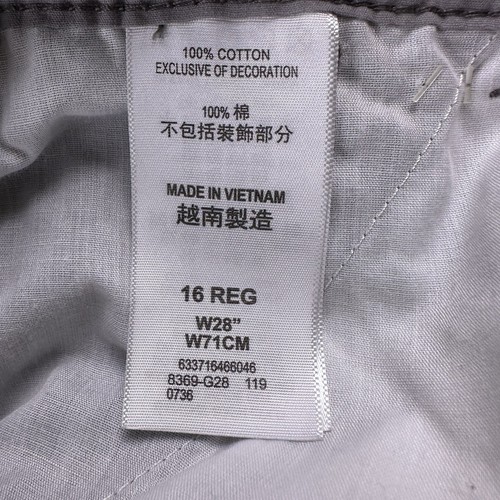 100% COTTON
EXCLUSIVE OF DECORATION
100% 棉
不包括裝飾部分
MADE IN VIETNAM
越南製造
16 REG
W28"
W71CM
633716466046
8369-G28 119
0736